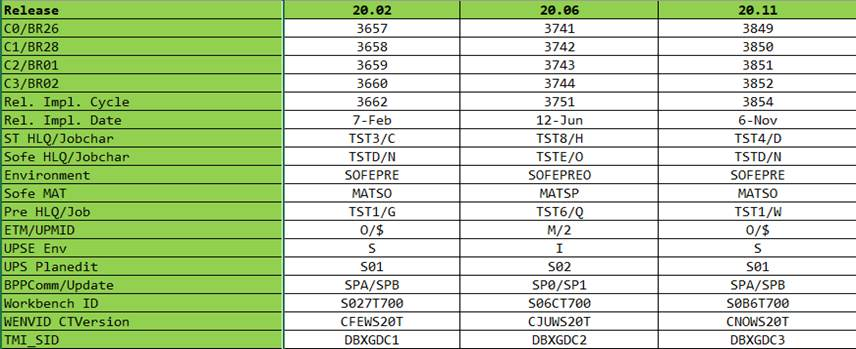 Release 20.02 20.06 20.11
C0/BR26 3657 3741 3849
C1/BR28 3658 3742 3850
C2/BR01 3659 3743 3851
C3/BR02 3660 3744 3852
Rel. Impl. Cycle 3662 3751 3854
Rel. Impl. Date 7-Feb 12-Jun 6-Nov
ST HLQ/Jobchar TST3/C TST8/H TST4/D
Sofe HLQ/Jobchar TSTD/N TSTE/O TSTD/N
Environment SOFEPRE SOFEPREO SOFEPRE
Sofe MAT MATSO MATSP MATSO
Pre HLQ/Job TST1/G TST6/Q TST1/W
ETM/UPMID O/$ M/2 O/$
UPSE Env S I S
UPS Planedit S01 S02 S01
BPPComm/Update SPA/SPB SP0/SP1 SPA/SPB
Workbench ID S027T700 S06CT700 S0B6T700
WENVID CTVersion CFEWS20T CJUWS20T CNOWS20T
TMI_SID DBXGDC1 DBXGDC2 DBXGDC3